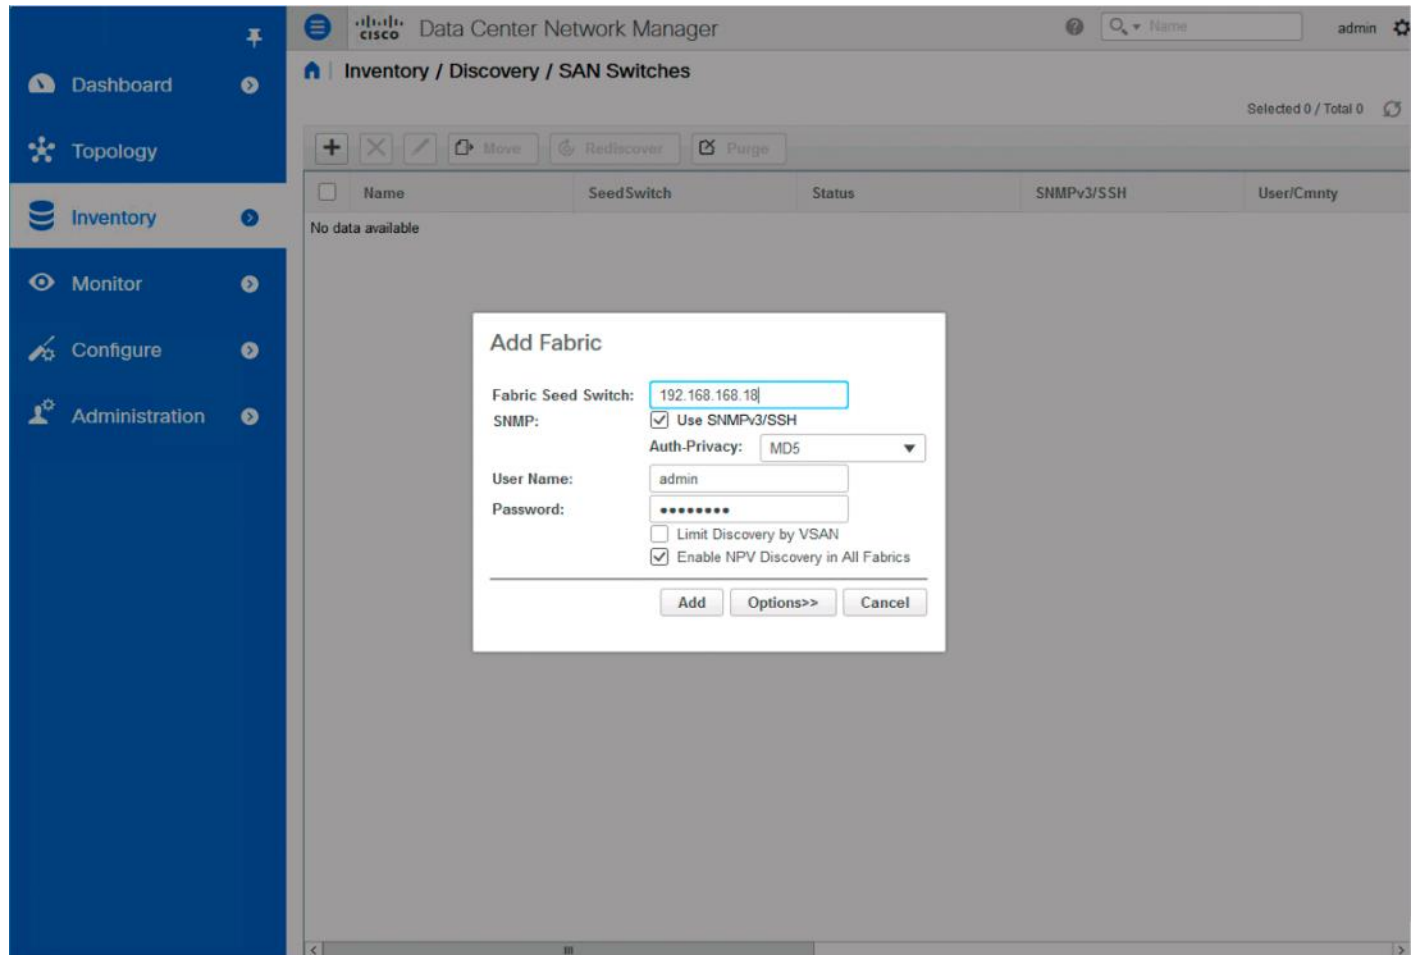 cisco Data Center Network Manager
Name
admin
Inventory / Discovery / SAN Switches
Dashboard
Topology
Inventory
Monitor
Configure
Administration
Selected 0 / Total 0
Move Rediscover Purge
Name SeedSwitch Status SNMPv3/SSH User/Cmnty
No data available
Add Fabric
Fabric Seed Switch: 192.168.168.18
SNMP: Use SNMPv3/SSH
Auth-Privacy: MD5
User Name: admin
Password: ••••••••
Limit Discovery by VSAN
Enable NPV Discovery in All Fabrics
Add Options>> Cancel